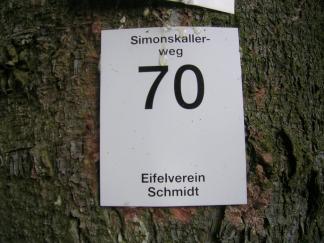 Simonskaller-
weg
70
Eifelverein
Schmidt